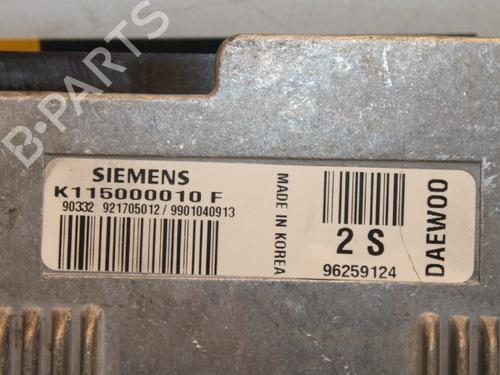 SIEMENS
K115000010 F
90332 921705012 / 9901040913
MADE IN KOREA
2 S
96259124
DAEWOO
B-PARTS